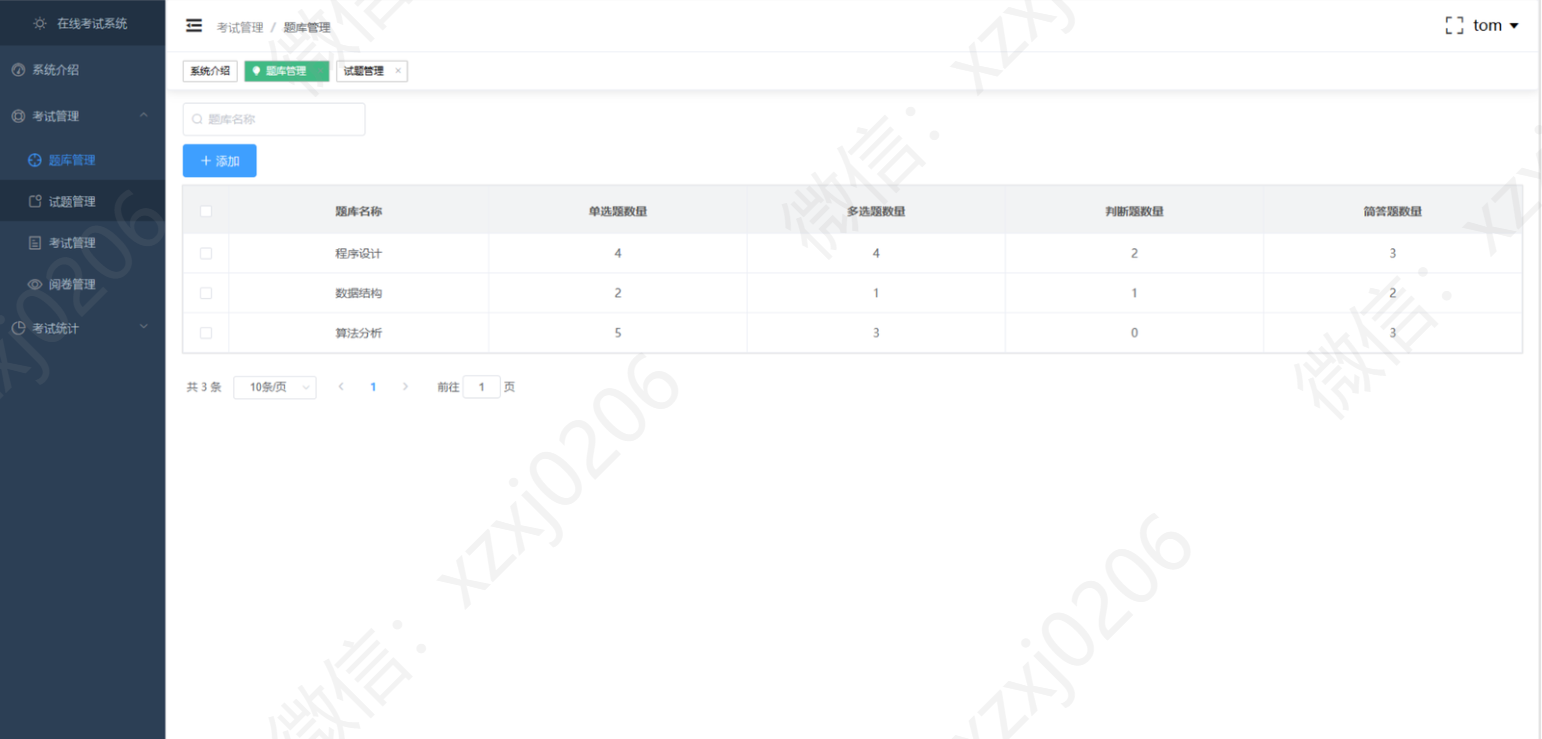 在线考试系统
考试管理 / 题库管理
tom
系统介绍
系统介绍 题库管理 试题管理 ×
考试管理
题库名称
题库管理
+ 添加
试题管理
考试管理
阅卷管理
考试统计
题库名称 单选题数量 多选题数量 判断题数量 简答题数量
程序设计 4 4 2 3
数据结构 2 1 1 2
算法分析 5 3 0 3
共 3 条 10条/页 < 1 > 前往 1 页
微信：xzxj0206
微信：xzxj0206